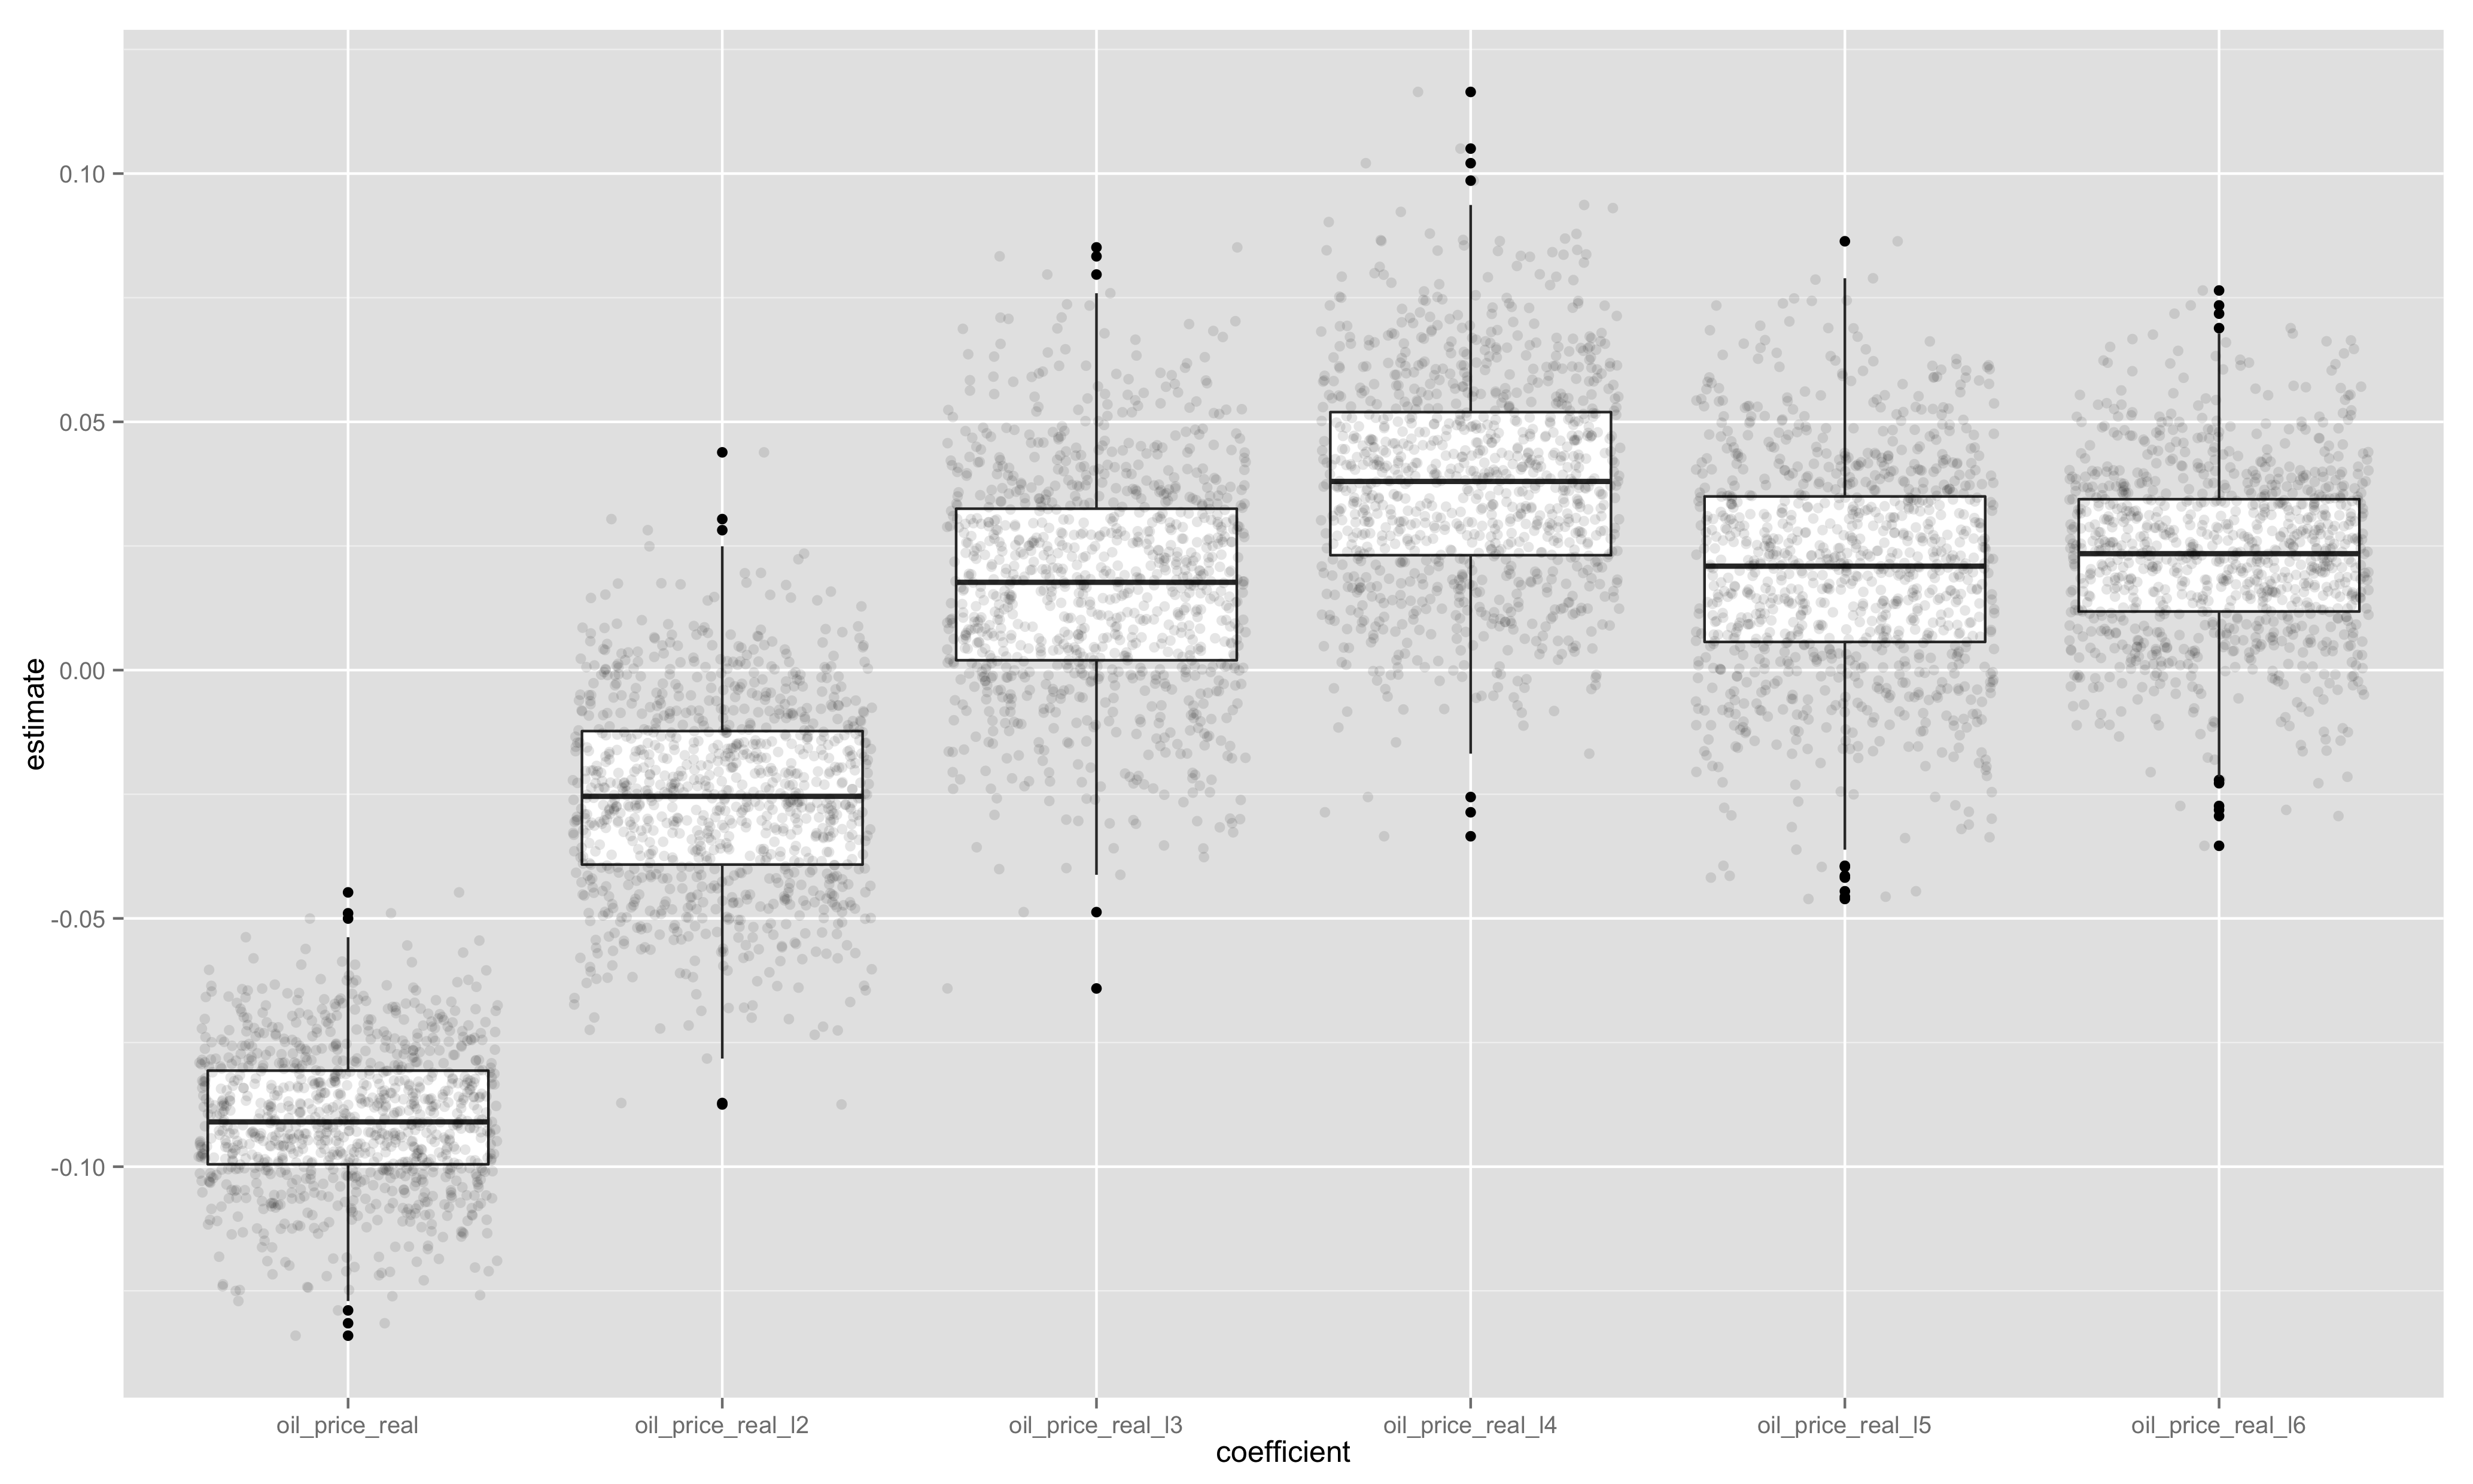 estimate
0.10
0.05
0.00
-0.05
-0.10
oil_price_real
oil_price_real_l2
oil_price_real_l3
oil_price_real_l4
oil_price_real_l5
oil_price_real_l6
coefficient